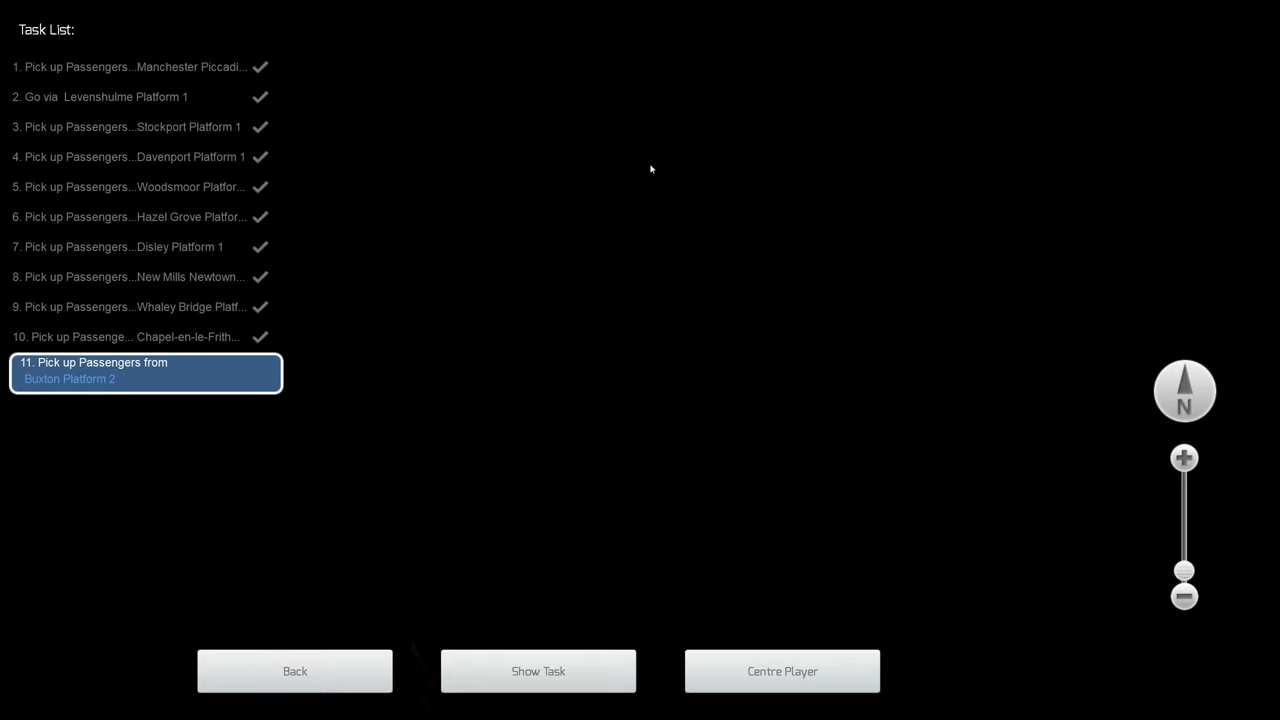 Task List:
1. Pick up Passengers...Manchester Piccadi...
2. Go via  Levenshulme Platform 1
3. Pick up Passengers...Stockport Platform 1
4. Pick up Passengers...Davenport Platform 1
5. Pick up Passengers...Woodsmoor Platfor...
6. Pick up Passengers...Hazel Grove Platfor...
7. Pick up Passengers...Disley Platform 1
8. Pick up Passengers...New Mills Newtown...
9. Pick up Passengers...Whaley Bridge Platf...
10. Pick up Passenge... Chapel-en-le-Frith...
11. Pick up Passengers from
Buxton Platform 2
N
Back
Show Task
Centre Player